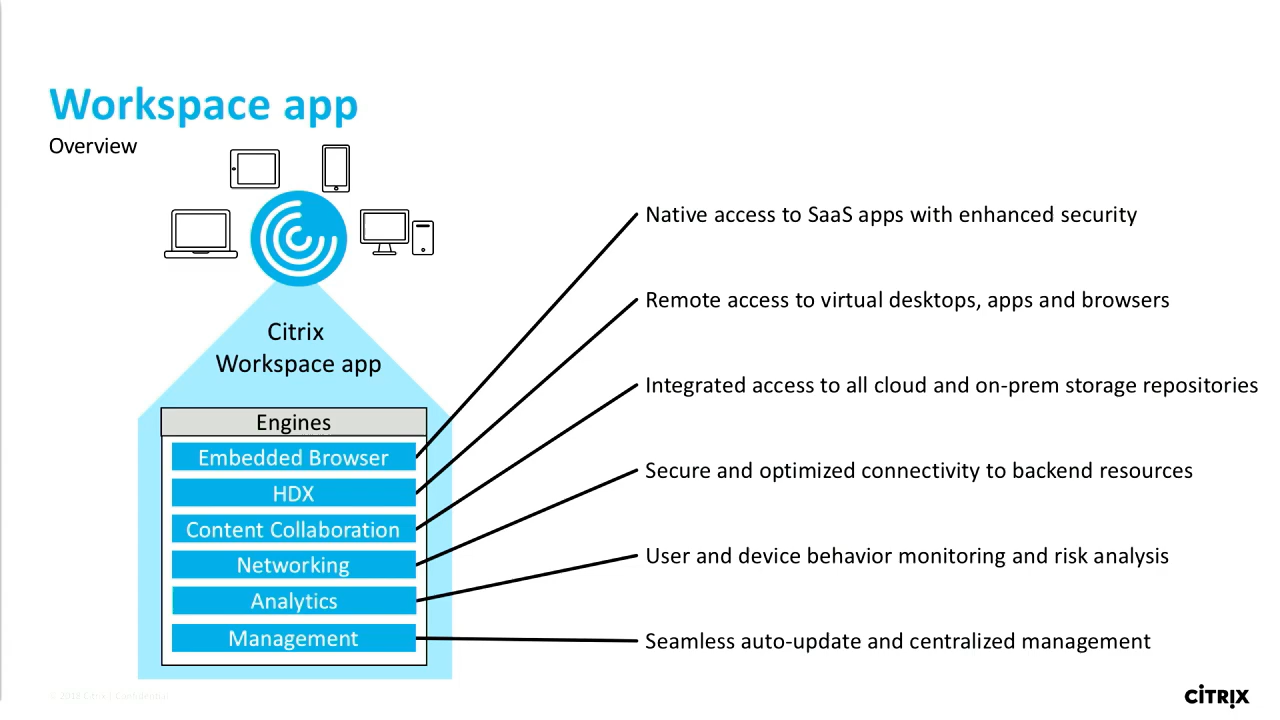 Workspace app
Overview
Citrix
Workspace app
Engines
Embedded Browser
HDX
Content Collaboration
Networking
Analytics
Management
Native access to SaaS apps with enhanced security
Remote access to virtual desktops, apps and browsers
Integrated access to all cloud and on-prem storage repositories
Secure and optimized connectivity to backend resources
User and device behavior monitoring and risk analysis
Seamless auto-update and centralized management
© 2018 Citrix | Confidential
CITRIX